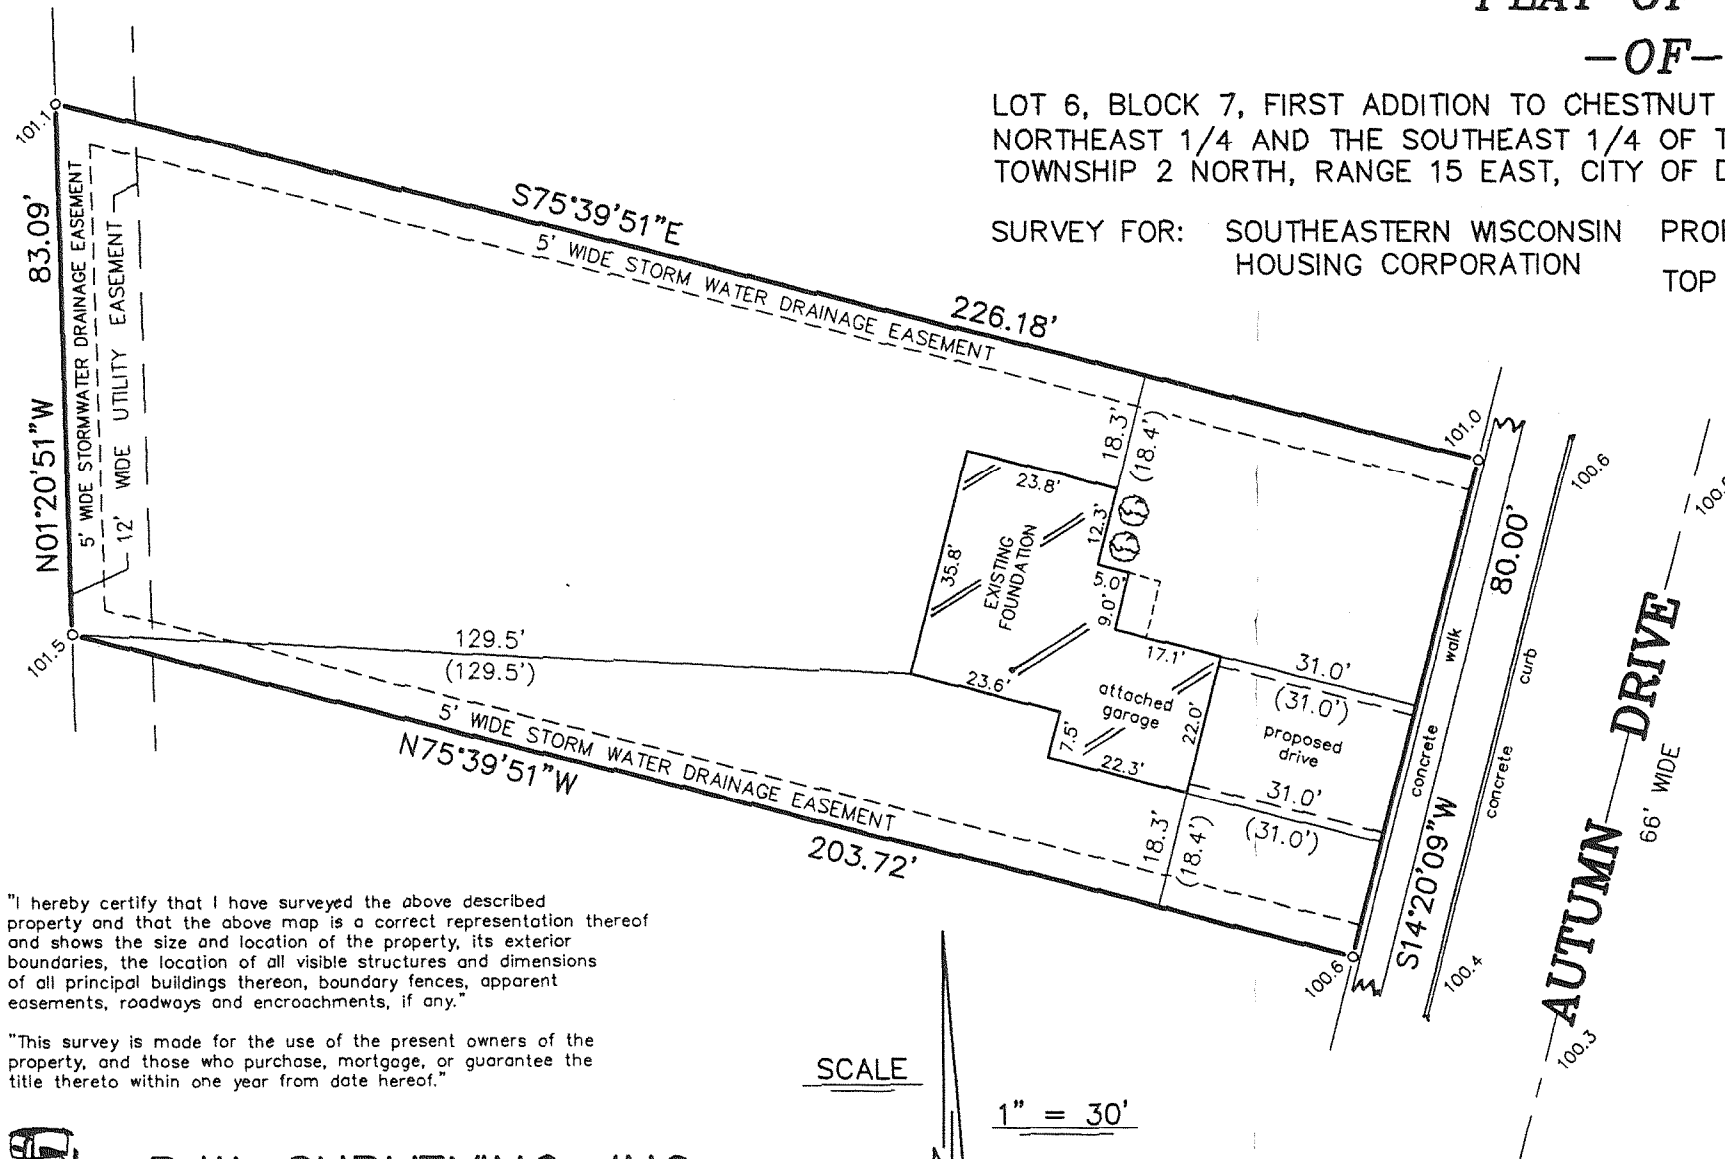 -OF-
LOT 6, BLOCK 7, FIRST ADDITION TO CHESTNUT
NORTHEAST 1/4 AND THE SOUTHEAST 1/4 OF
TOWNSHIP 2 NORTH, RANGE 15 EAST, CITY OF
SURVEY FOR: SOUTHEASTERN WISCONSIN
HOUSING CORPORATION
TOP
101.1
83.09'
N01°20'51"W
5' WIDE STORMWATER DRAINAGE EASEMENT
12' WIDE UTILITY EASEMENT
101.5
S75°39'51"E
5' WIDE STORM WATER DRAINAGE EASEMENT
226.18'
101.0
18.3'
(18.4')
23.8'
12.3'
35.8'
EXISTING
FOUNDATION
5.0'
9.0'
17.1'
129.5'
(129.5')
23.6'
attached
garage
7.5'
22.0'
22.3'
31.0'
(31.0')
proposed
drive
31.0'
(31.0')
18.3'
(18.4')
5' WIDE STORM WATER DRAINAGE EASEMENT
N75°39'51"W
203.72'
100.6
80.00'
S14°20'09"W
concrete walk
concrete curb
100.6
100.4
AUTUMN DRIVE
66' WIDE
100.3
"I hereby certify that I have surveyed the above described
property and that the above map is a correct representation thereof
and shows the size and location of the property, its exterior
boundaries, the location of all visible structures and dimensions
of all principal buildings thereon, boundary fences, apparent
easements, roadways and encroachments, if any."
"This survey is made for the use of the present owners of the
property, and those who purchase, mortgage, or guarantee the
title thereto within one year from date hereof."
SCALE
1" = 30'